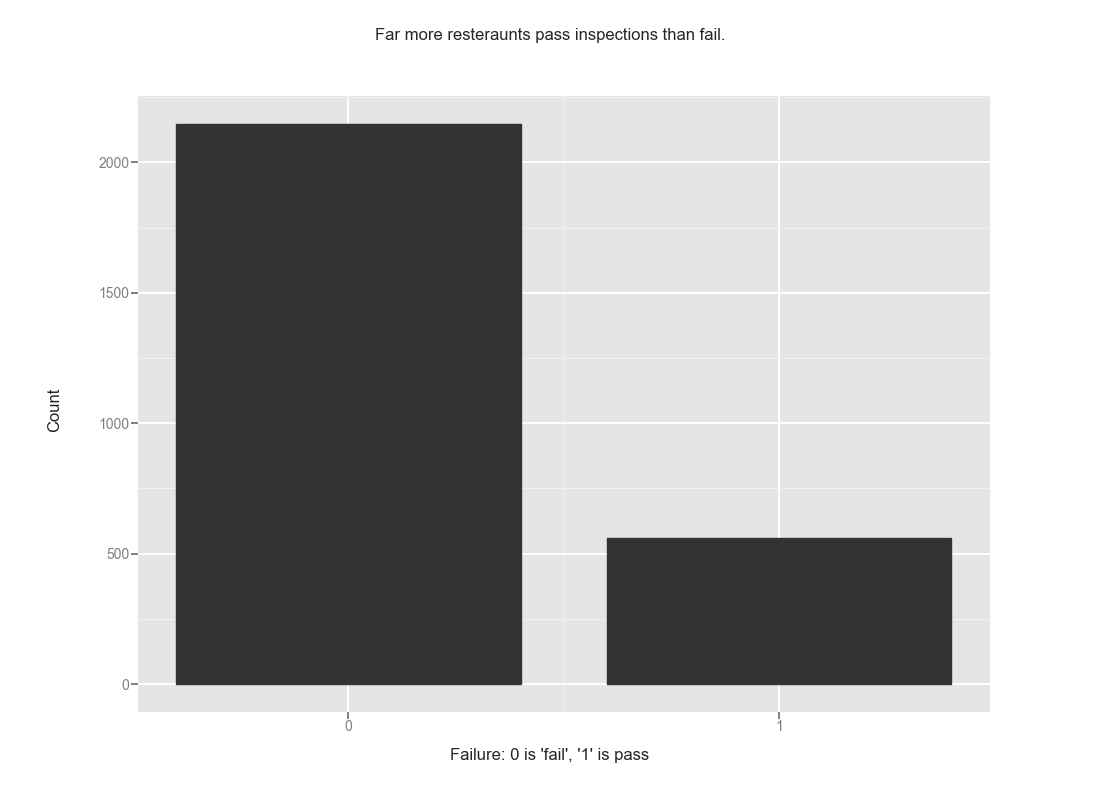 Far more resteraunts pass inspections than fail.
Count
2000
1500
1000
500
0
0 1
Failure: 0 is 'fail', '1' is pass